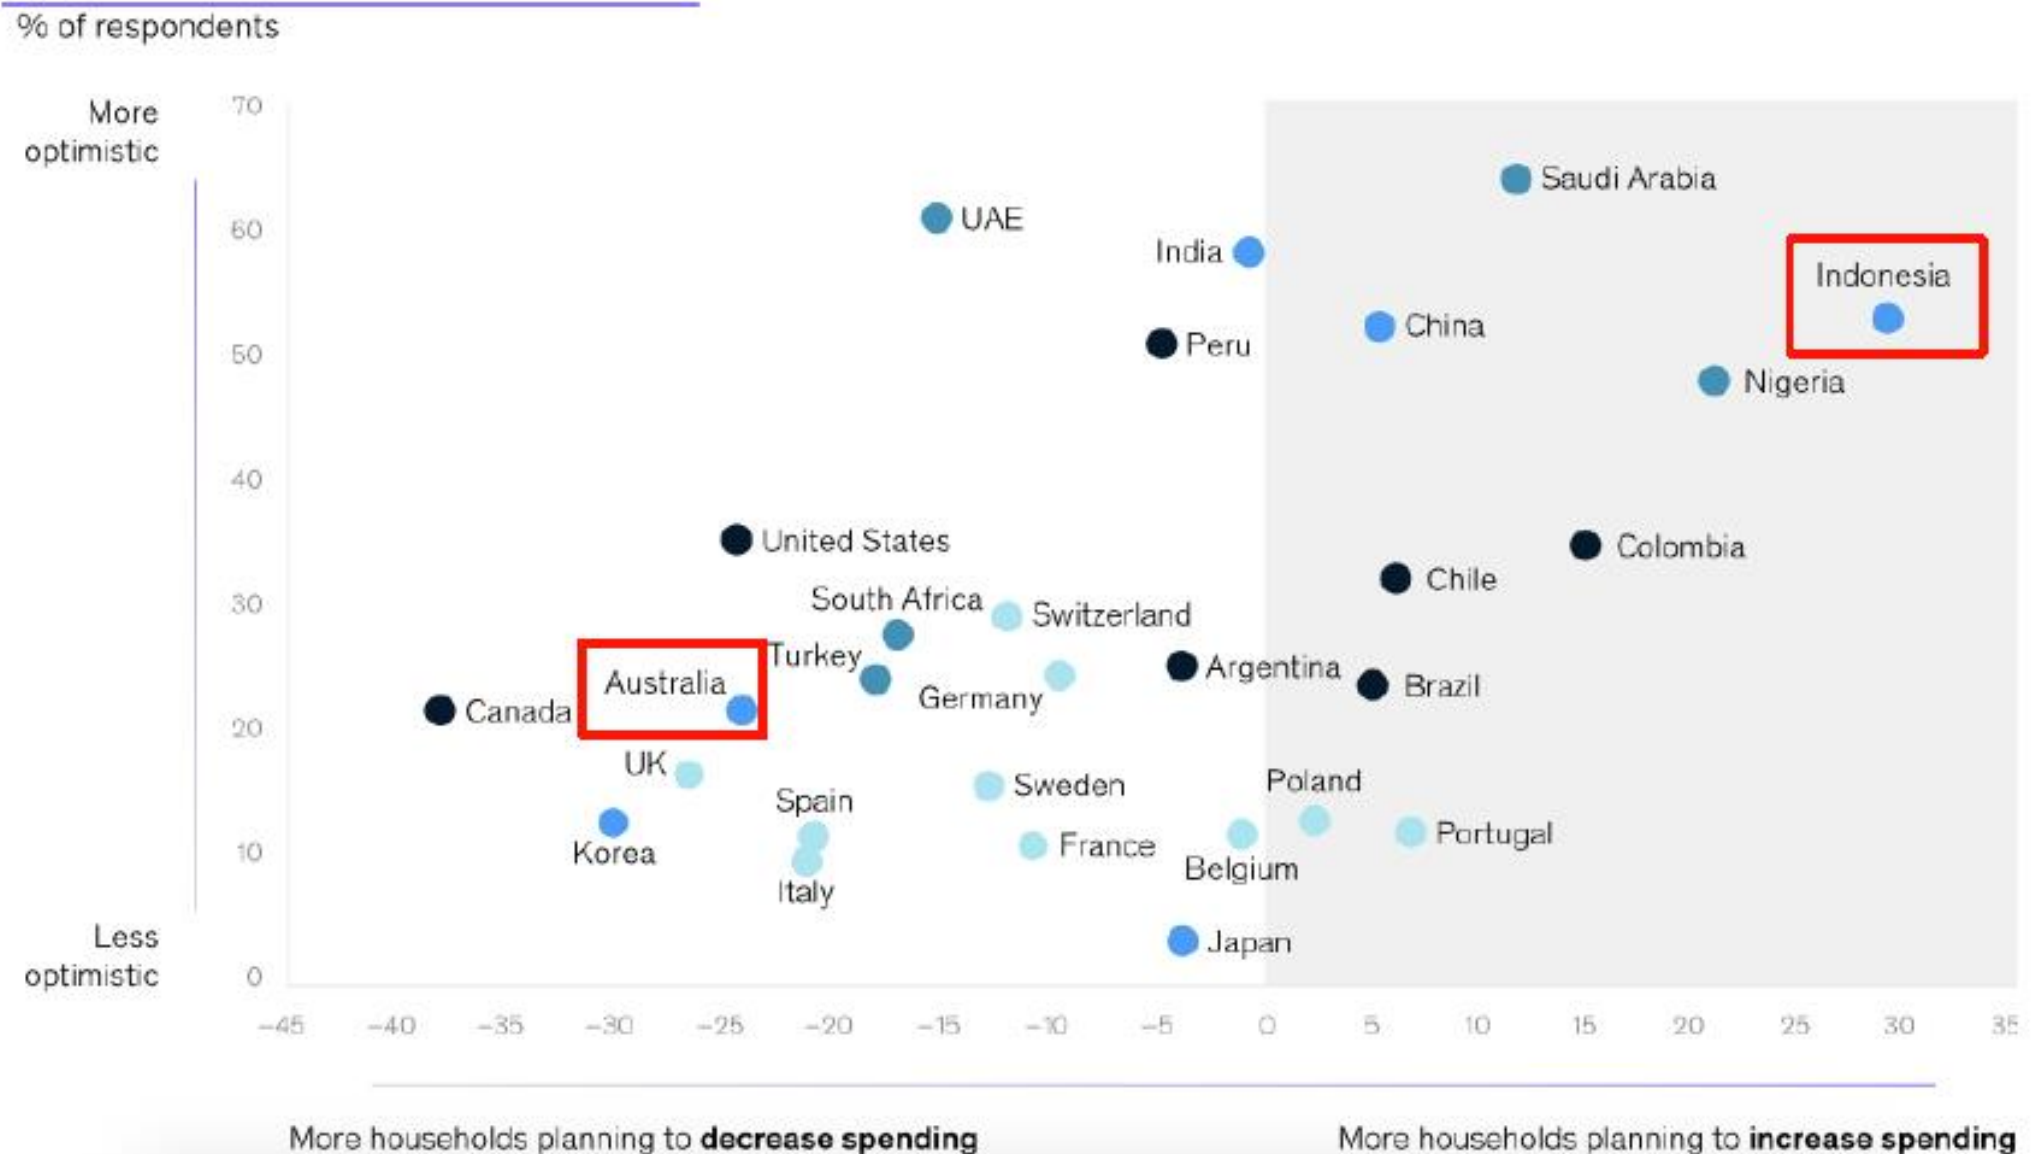 % of respondents
More
optimistic
70
Saudi Arabia
UAE
60
India
Indonesia
China
Peru
50
Nigeria
40
United States
Colombia
Chile
South Africa
30
Switzerland
Turkey
Argentina
Australia
Brazil
Germany
Canada
20
UK
Poland
Sweden
Spain
Portugal
France
10
Korea
Belgium
Italy
Less
optimistic
Japan
0
−45 −40 −35 −30 −25 −20 −15 −10 −5 0 5 10 15 20 25 30 35
More households planning to decrease spending
More households planning to increase spending